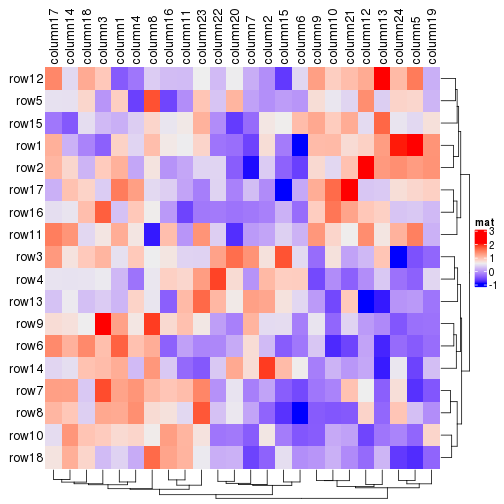 column17
column14
column18
column3
column1
column4
column8
column16
column11
column23
column22
column20
column7
column2
column15
column6
column9
column10
column21
column12
column13
column24
column5
column19
row12
row5
row15
row1
row2
row17
row16
row11
row3
row4
row13
row9
row6
row14
row7
row8
row10
row18
mat
3
2
1
0
-1